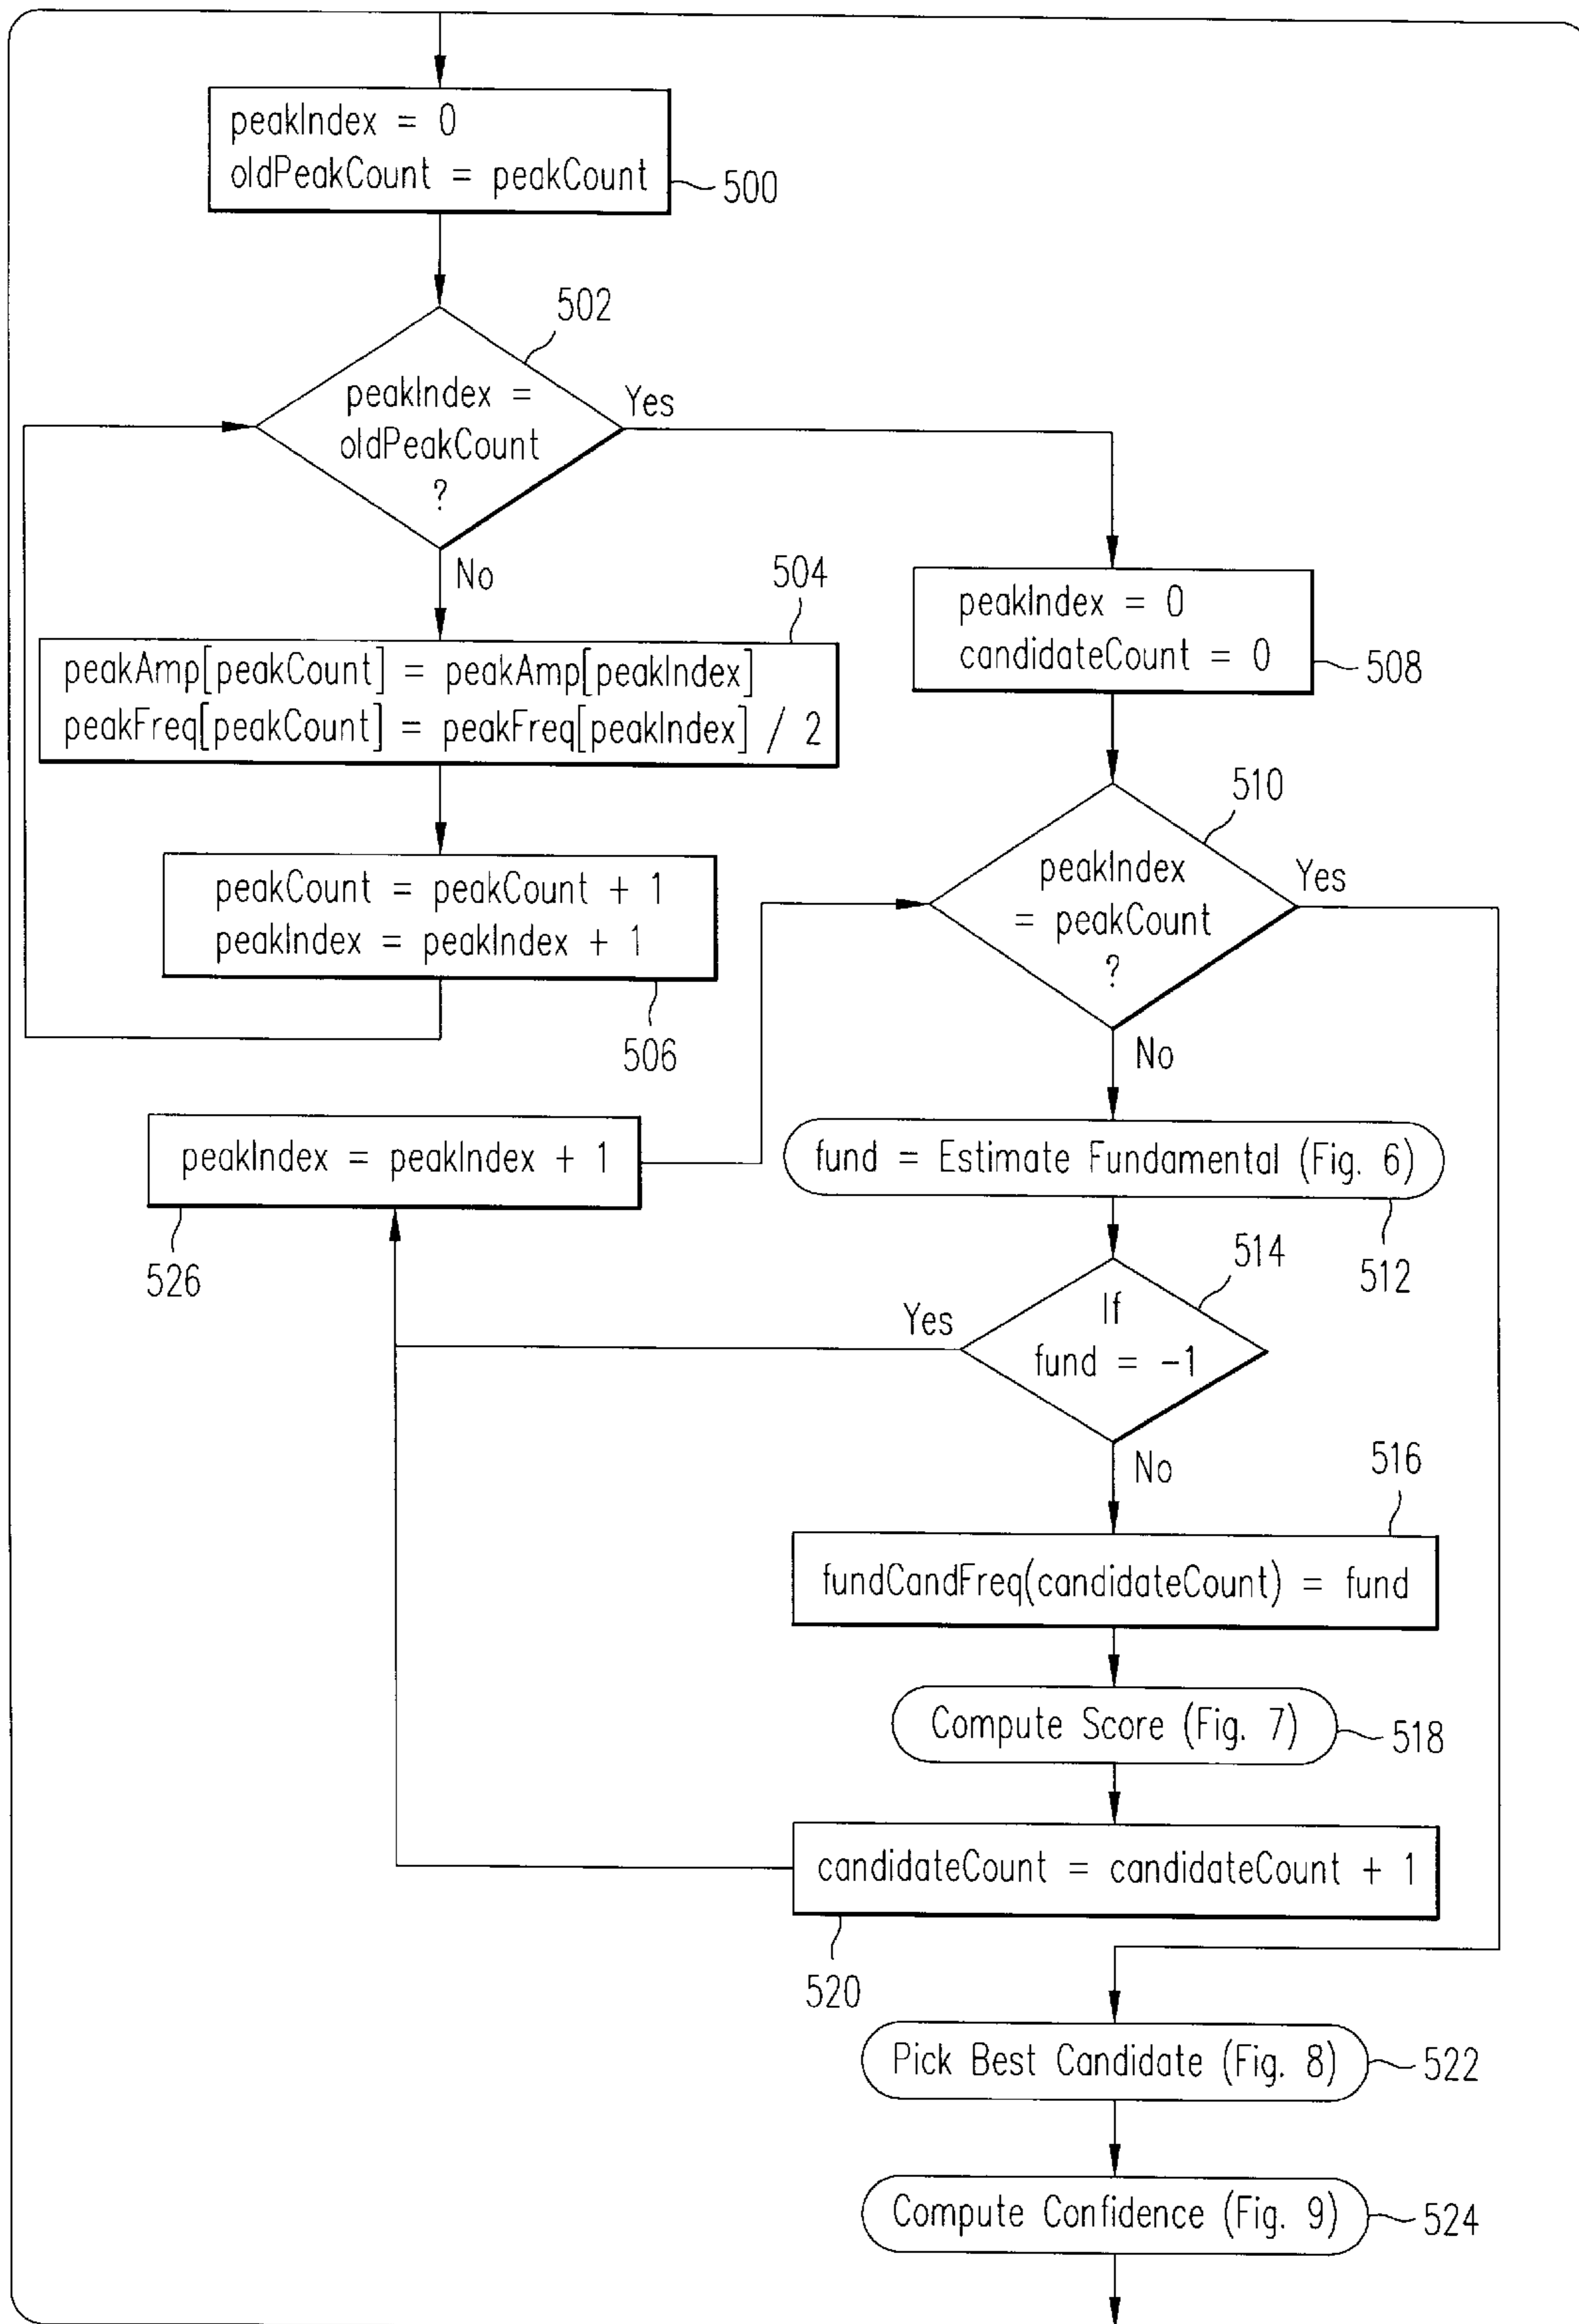 peakIndex = 0
oldPeakCount = peakCount
500
502
peakIndex =
oldPeakCount
?
Yes
No
504
peakAmp[peakCount] = peakAmp[peakIndex]
peakFreq[peakCount] = peakFreq[peakIndex] / 2
peakCount = peakCount + 1
peakIndex = peakIndex + 1
506
peakIndex = 0
candidateCount = 0
508
510
peakIndex
= peakCount
?
Yes
No
peakIndex = peakIndex + 1
526
fund = Estimate Fundamental (Fig. 6)
512
514
If
fund = -1
Yes
No
516
fundCandFreq(candidateCount) = fund
Compute Score (Fig. 7)
518
candidateCount = candidateCount + 1
520
Pick Best Candidate (Fig. 8)
522
Compute Confidence (Fig. 9)
524